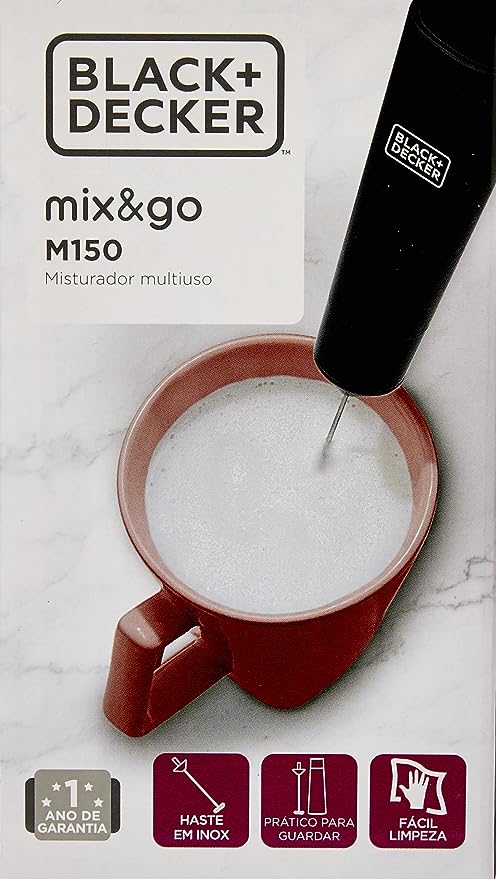 BLACK+
DECKER
™
mix&go
M150
Misturador multiuso
BLACK+
DECKER
1
ANO DE
GARANTIA
HASTE
EM INOX
PRÁTICO PARA
GUARDAR
FÁCIL
LIMPEZA